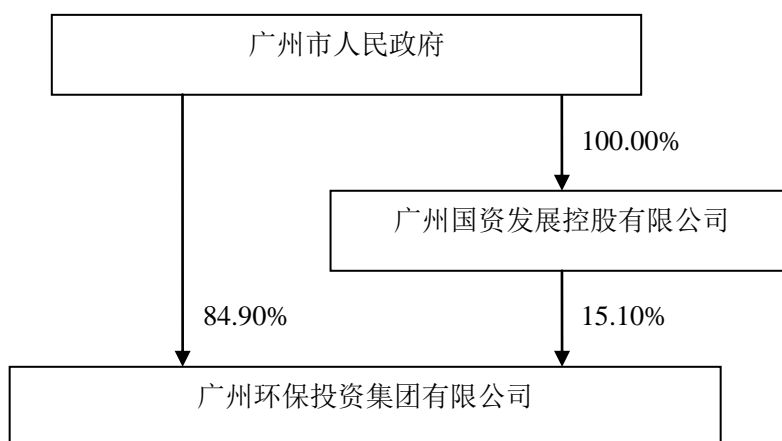 广州市人民政府
100.00%
广州国资发展控股有限公司
84.90%
15.10%
广州环保投资集团有限公司